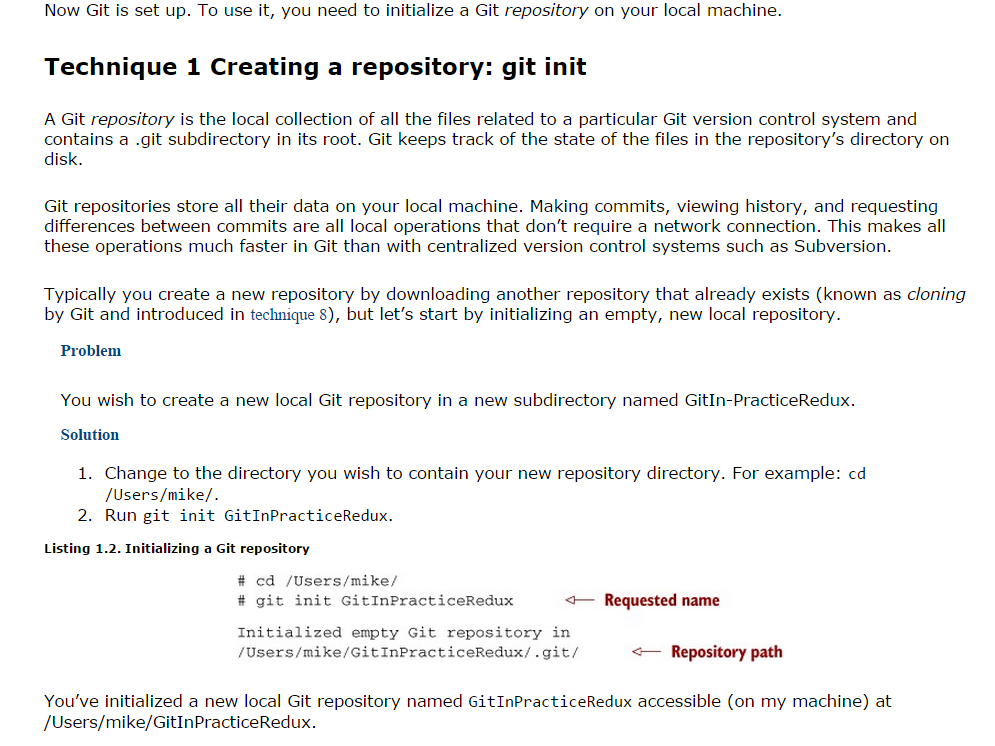 Now Git is set up. To use it, you need to initialize a Git repository on your local machine.
Technique 1 Creating a repository: git init
A Git repository is the local collection of all the files related to a particular Git version control system and
contains a .git subdirectory in its root. Git keeps track of the state of the files in the repository's directory on
disk.
Git repositories store all their data on your local machine. Making commits, viewing history, and requesting
differences between commits are all local operations that don't require a network connection. This makes all
these operations much faster in Git than with centralized version control systems such as Subversion.
Typically you create a new repository by downloading another repository that already exists (known as cloning
by Git and introduced in technique 8), but let's start by initializing an empty, new local repository.
Problem
You wish to create a new local Git repository in a new subdirectory named GitIn-PracticeRedux.
Solution
1. Change to the directory you wish to contain your new repository directory. For example: cd
/Users/mike/.
2. Run git init GitInPracticeRedux.
Listing 1.2. Initializing a Git repository
# cd /Users/mike/
# git init GitInPracticeRedux Requested name
Initialized empty Git repository in
/Users/mike/GitInPracticeRedux/.git/ Repository path
You've initialized a new local Git repository named GitInPracticeRedux accessible (on my machine) at
/Users/mike/GitInPracticeRedux.